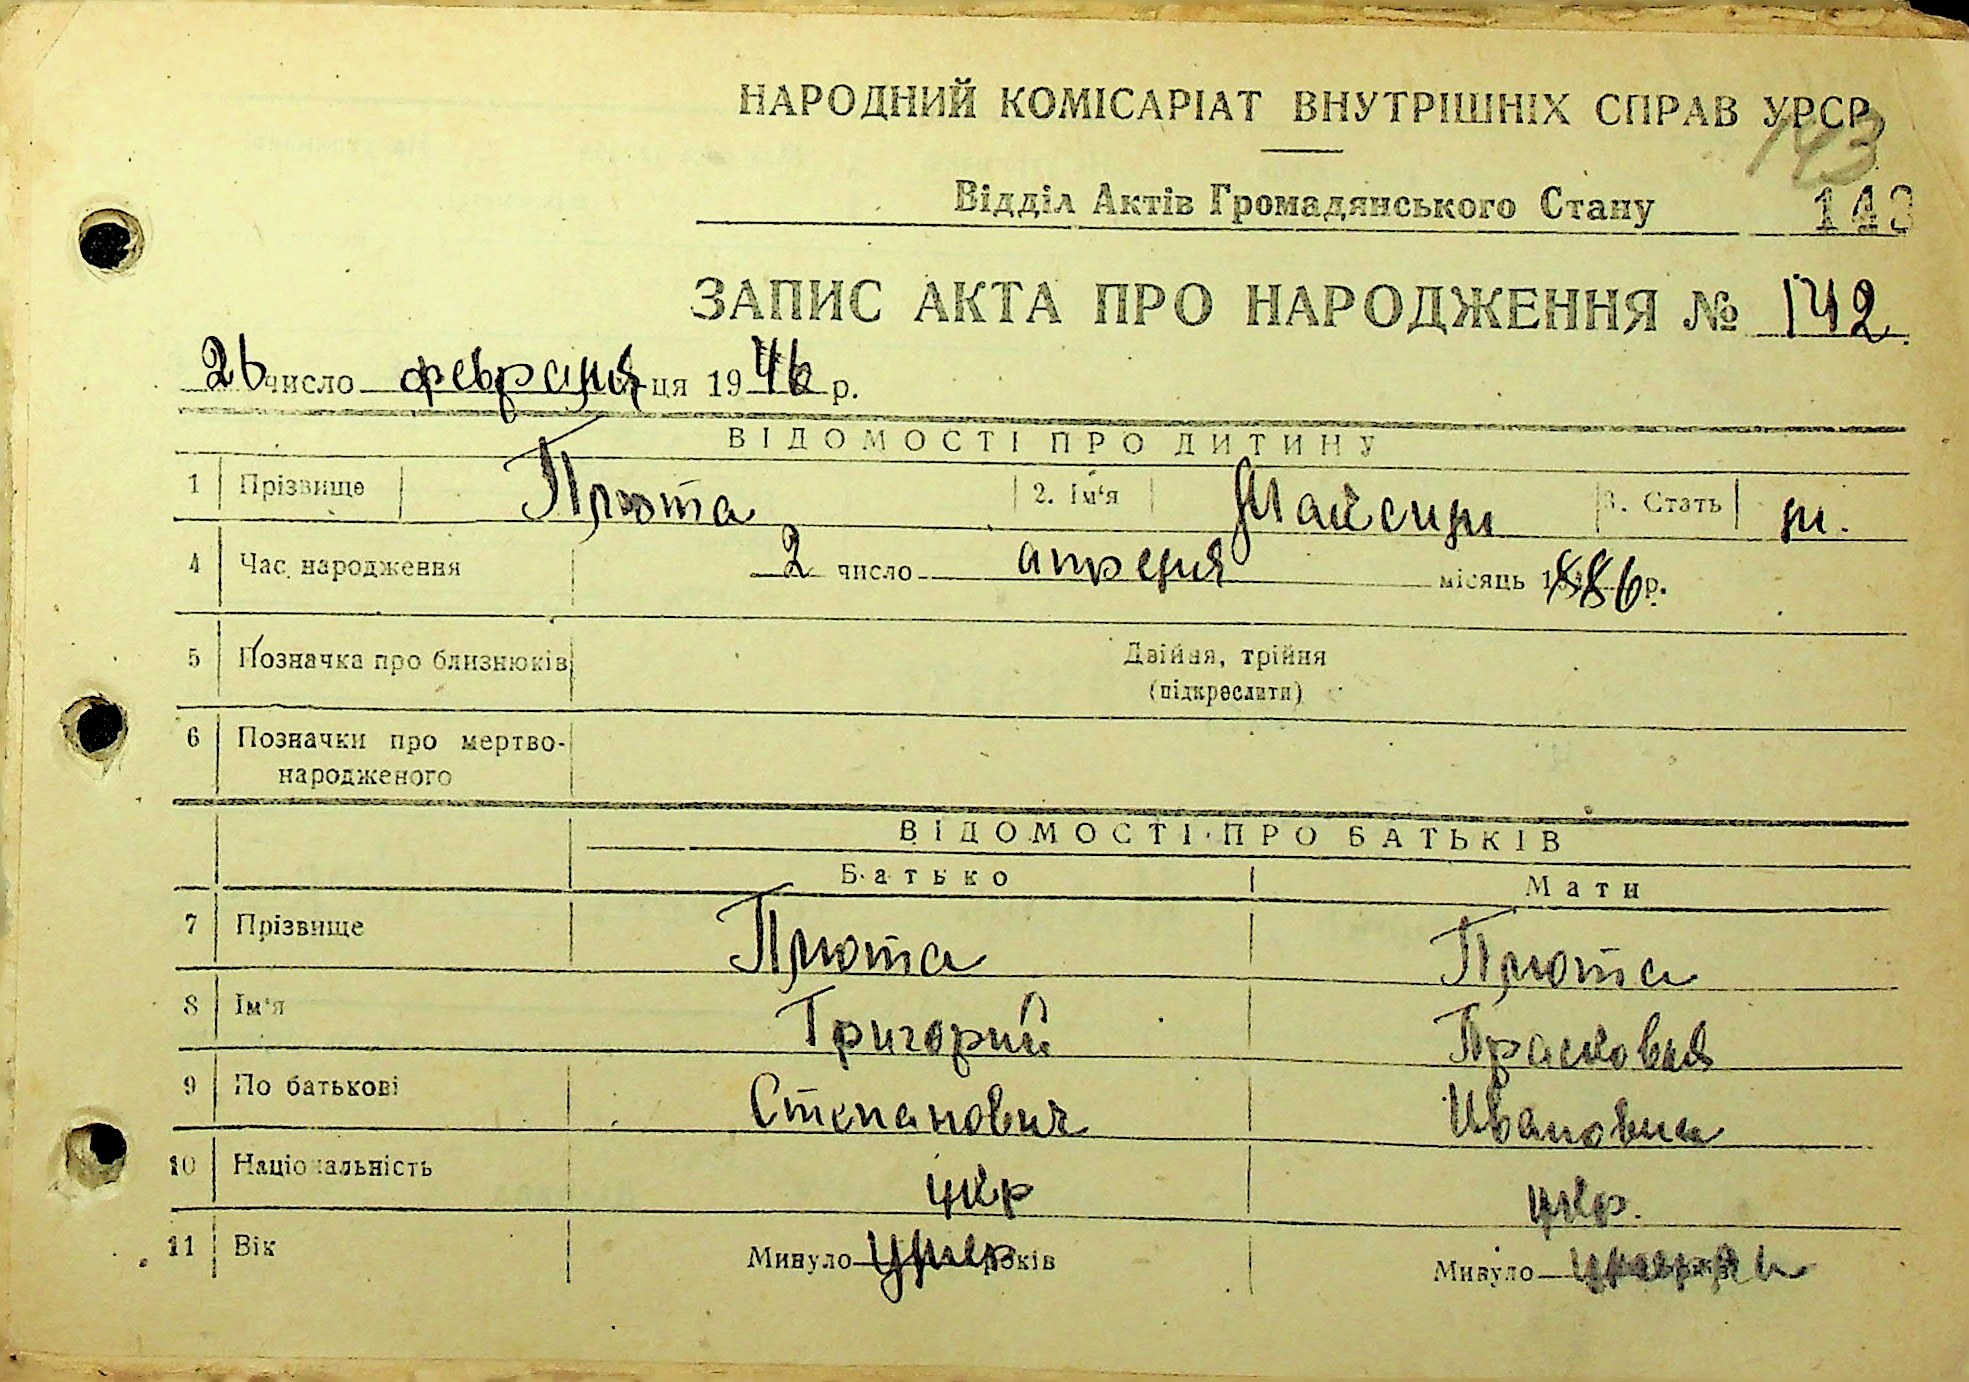 НАРОДНИЙ КОМІСАРІАТ ВНУТРІШНІХ СПРАВ УРСР
143
Відділ Актів Громадянського Стану 143
ЗАПИС АКТА ПРО НАРОДЖЕННЯ № 142
26 число февраля м-ця 1946 р.
ВІДОМОСТІ ПРО ДИТИНУ
1 Прізвище Плюта 2. Ім'я 3. Стать м.
4 Час народження 2 число апреля місяць 1886 р.
5 Позначка про близнюків Двійня, трійня
(підкреслити)
6 Позначки про мертво-
народженого
ВІДОМОСТІ ПРО БАТЬКІВ
Батько Мати
7 Прізвище Плюта Плюта
8 Ім'я Григорий Прасковья
9 По батькові Степанович Ивановна
10 Національність укр укр.
11 Вік Минуло умер років Минуло